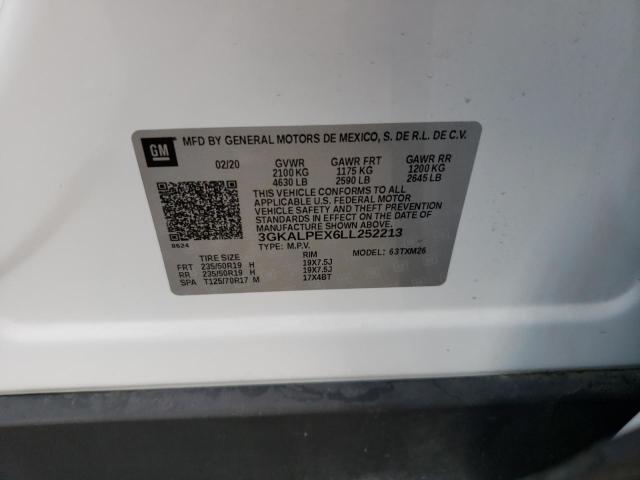 GM
MFD BY GENERAL MOTORS DE MEXICO, S. DE R.L. DE C.V.
02/20 GVWR GAWR FRT GAWR RR
2100 KG 1175 KG 1200 KG
4630 LB 2590 LB 2645 LB
THIS VEHICLE CONFORMS TO ALL
APPLICABLE U.S. FEDERAL MOTOR
VEHICLE SAFETY AND THEFT PREVENTION
STANDARDS IN EFFECT ON THE DATE OF
MANUFACTURE SHOWN ABOVE.
3GKALPEX6LL252213
8624
TYPE: M.P.V. MODEL: 63TXM26
TIRE SIZE RIM
FRT 235/50R19 H 19X7.5J
RR 235/50R19 H 19X7.5J
SPA T125/70R17 M 17X4BT